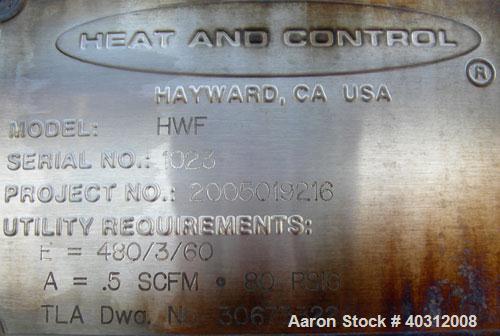 HEAT AND CONTROL
®
HAYWARD, CA USA
MODEL: HWF
SERIAL NO.: 1023
PROJECT NO.: 2005019216
UTILITY REQUIREMENTS:
E = 480/3/60
A = .5 SCFM • 80 PSIG
TLA Dwg.
Aaron Stock # 40312008